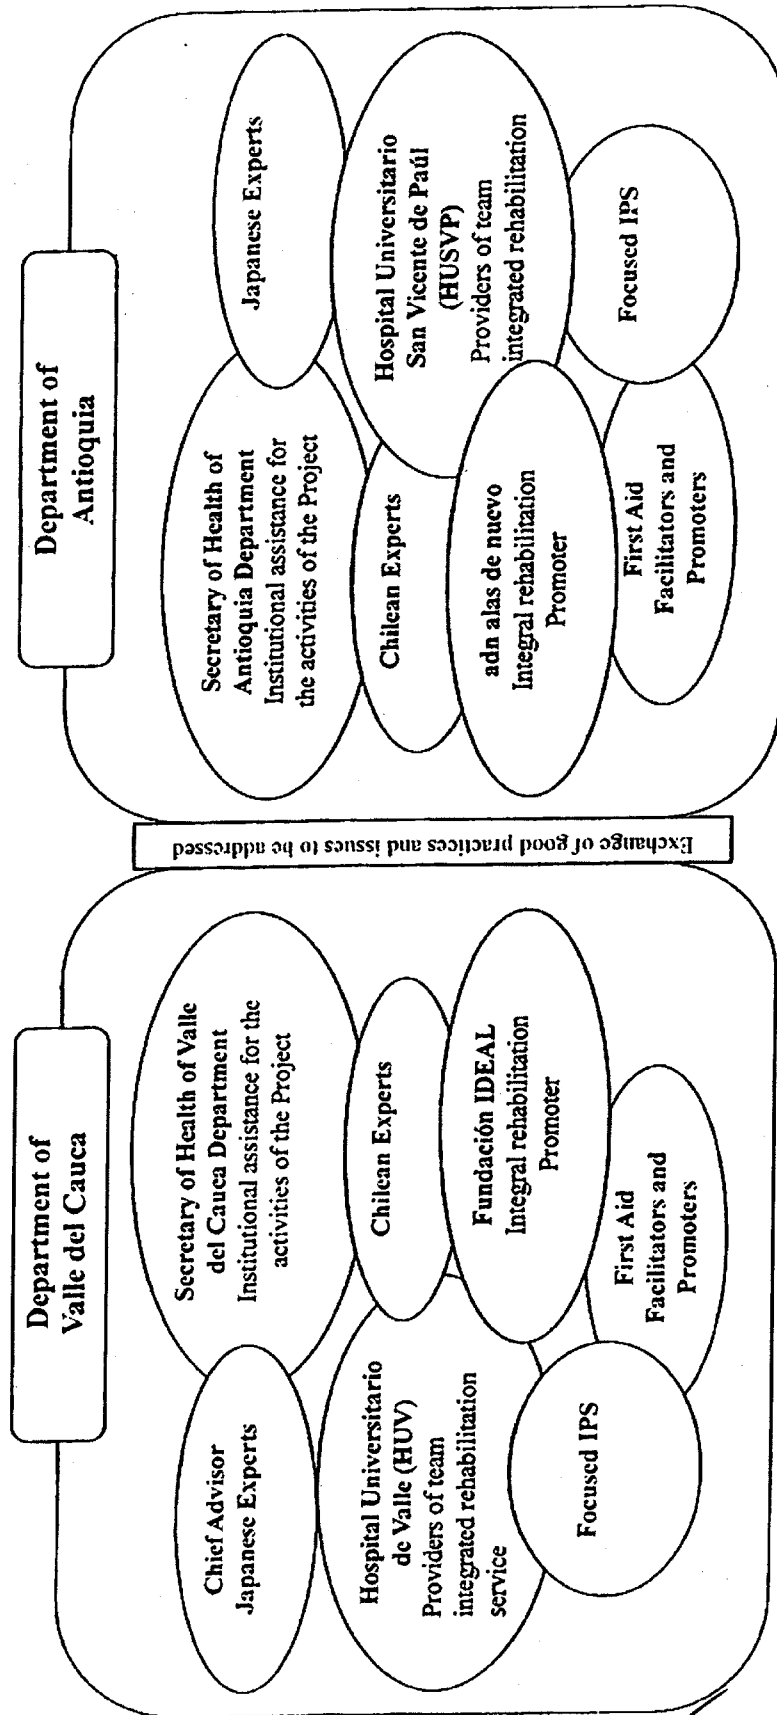 Department of
Valle del Cauca
Chief Advisor
Japanese Experts
Secretary of Health of Valle
del Cauca Department
Institutional assistance for the
activities of the Project
Hospital Universitario
de Valle (HUV)
Providers of team
integrated rehabilitation
service
Chilean Experts
Fundación IDEAL
Integral rehabilitation
Promoter
Focused IPS
First Aid
Facilitators and
Promoters
Exchange of good practices and issues to be addressed
Department of
Antioquia
Secretary of Health of
Antioquia Department
Institutional assistance for
the activities of the Project
Japanese Experts
Chilean Experts
Hospital Universitario
San Vicente de Paúl
(HUSVP)
Providers of team
integrated rehabilitation
adn alas de nuevo
Integral rehabilitation
Promoter
First Aid
Facilitators and
Promoters
Focused IPS